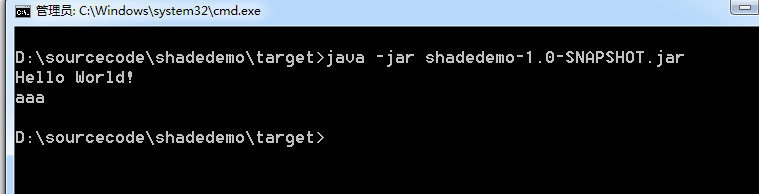 管理员: C:\Windows\system32\cmd.exe
D:\sourcecode\shadedemo\target>java -jar shadedemo-1.0-SNAPSHOT.jar
Hello World!
aaa
D:\sourcecode\shadedemo\target>